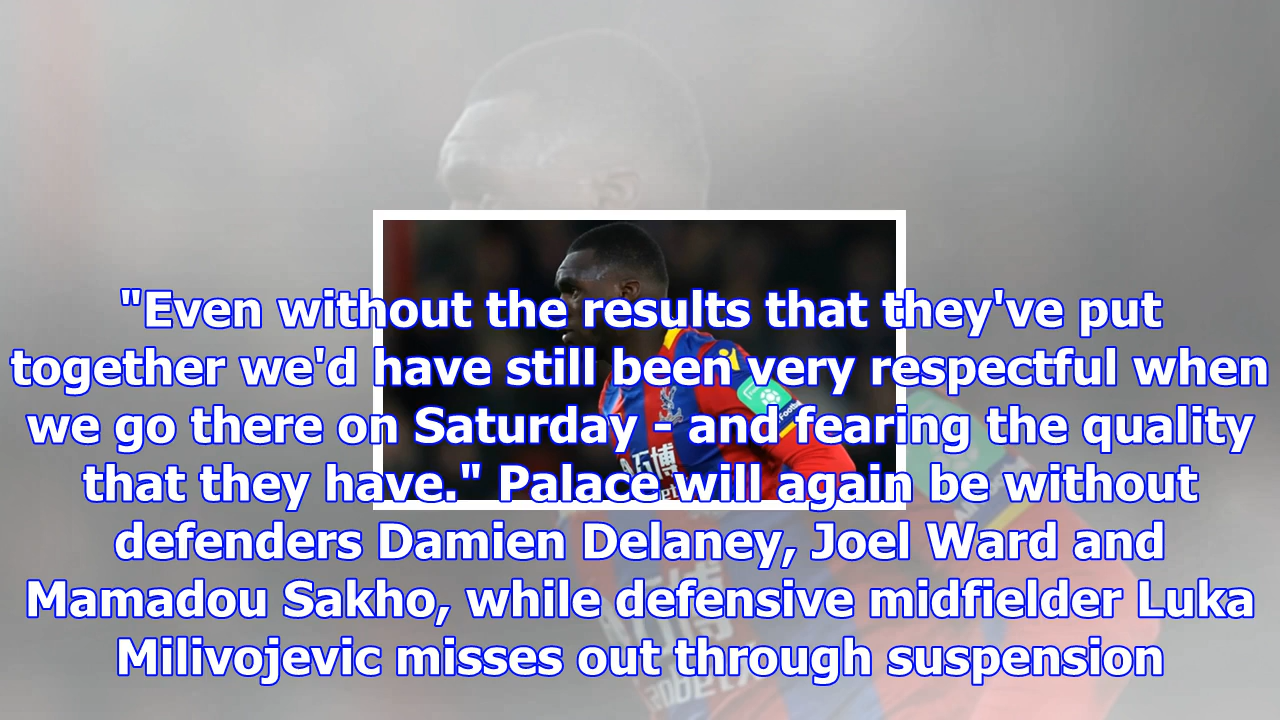 "Even without the results that they've put
together we'd have still been very respectful when
we go there on Saturday - and fearing the quality
that they have." Palace will again be without
defenders Damien Delaney, Joel Ward and
Mamadou Sakho, while defensive midfielder Luka
Milivojevic misses out through suspension